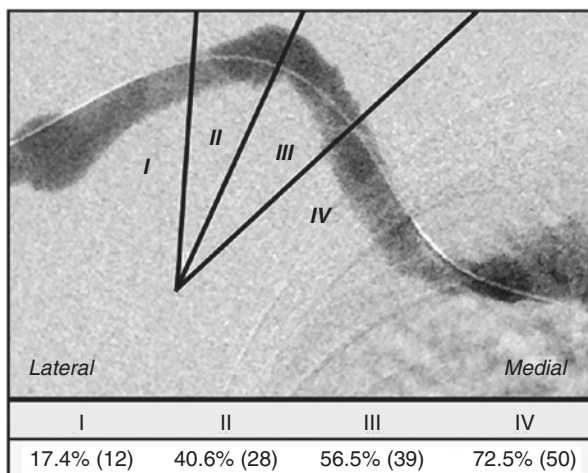 I
II
III
IV
Lateral Medial
I II III IV
17.4% (12) 40.6% (28) 56.5% (39) 72.5% (50)